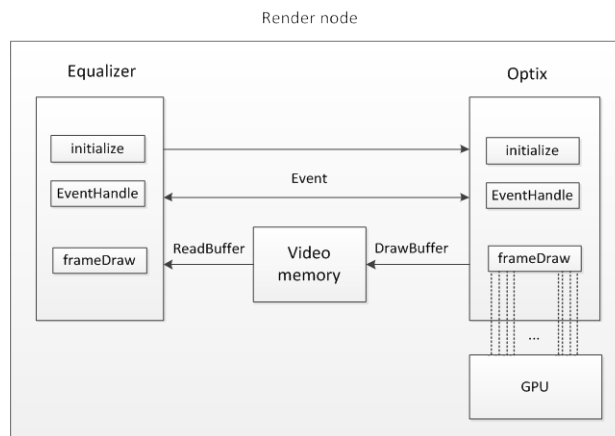 Render node
Equalizer
Optix
initialize
initialize
Event
EventHandle
EventHandle
ReadBuffer
DrawBuffer
Video
memory
frameDraw
frameDraw
...
GPU